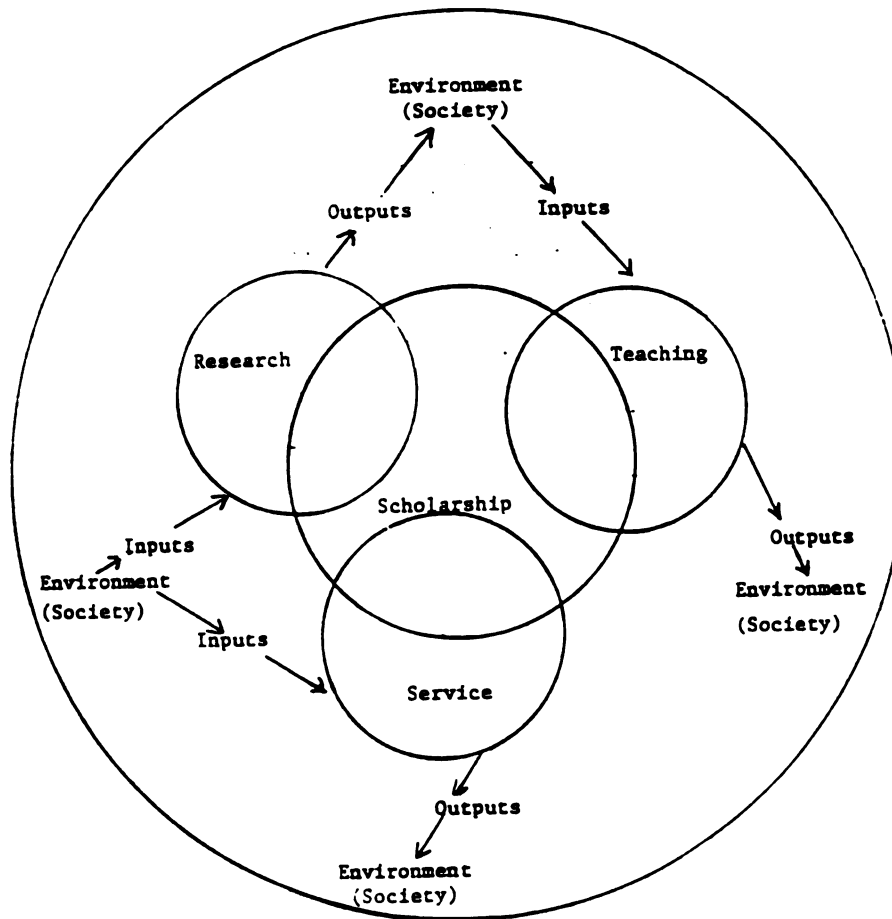 Environment
(Society)
Outputs
Inputs
Research
Teaching
Scholarship
Inputs
Outputs
Environment
(Society)
Environment
(Society)
Inputs
Service
Outputs
Environment
(Society)